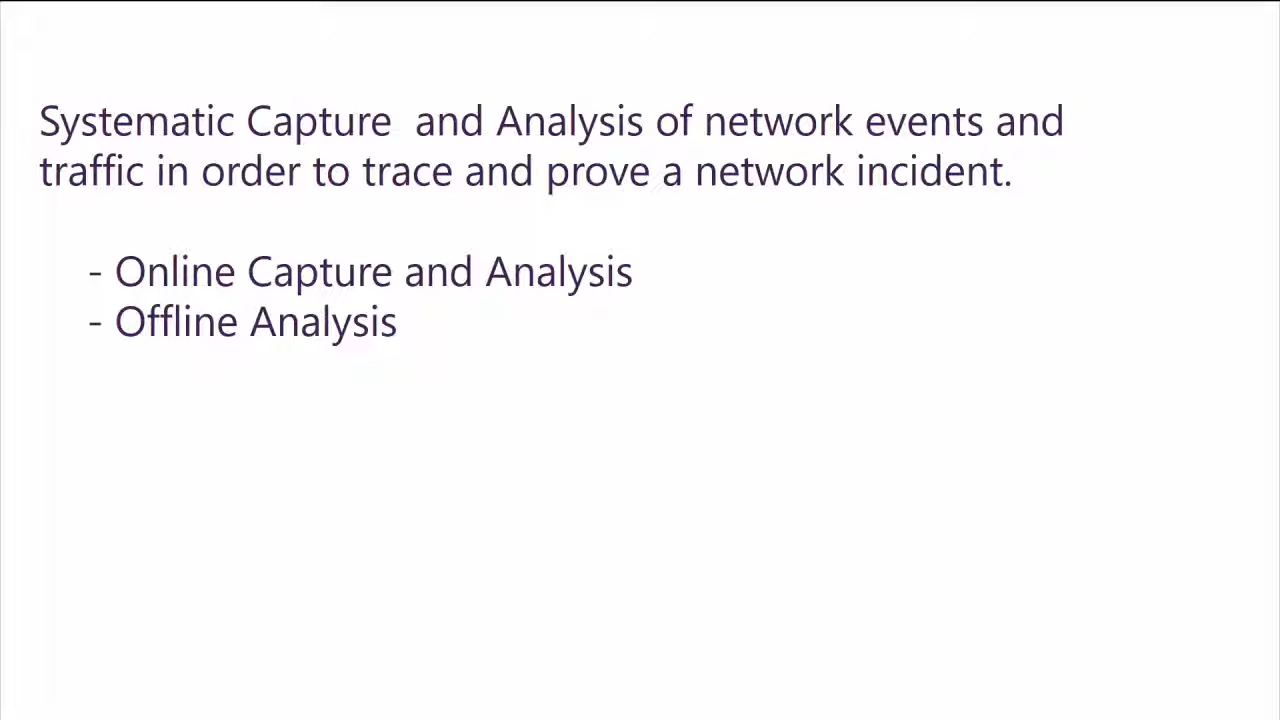 Systematic Capture  and Analysis of network events and
traffic in order to trace and prove a network incident.
- Online Capture and Analysis
- Offline Analysis